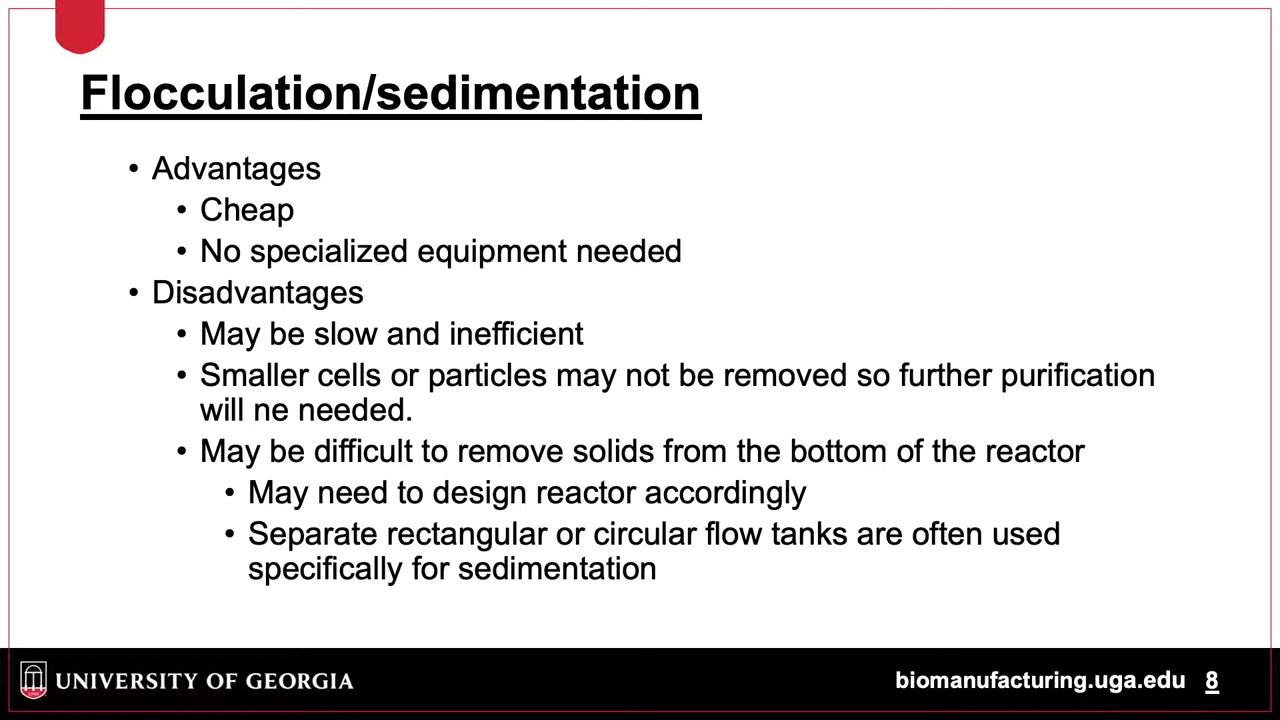 Flocculation/sedimentation
• Advantages
• Cheap
• No specialized equipment needed
• Disadvantages
• May be slow and inefficient
• Smaller cells or particles may not be removed so further purification
will ne needed.
• May be difficult to remove solids from the bottom of the reactor
• May need to design reactor accordingly
• Separate rectangular or circular flow tanks are often used
specifically for sedimentation
UNIVERSITY OF GEORGIA
biomanufacturing.uga.edu 8